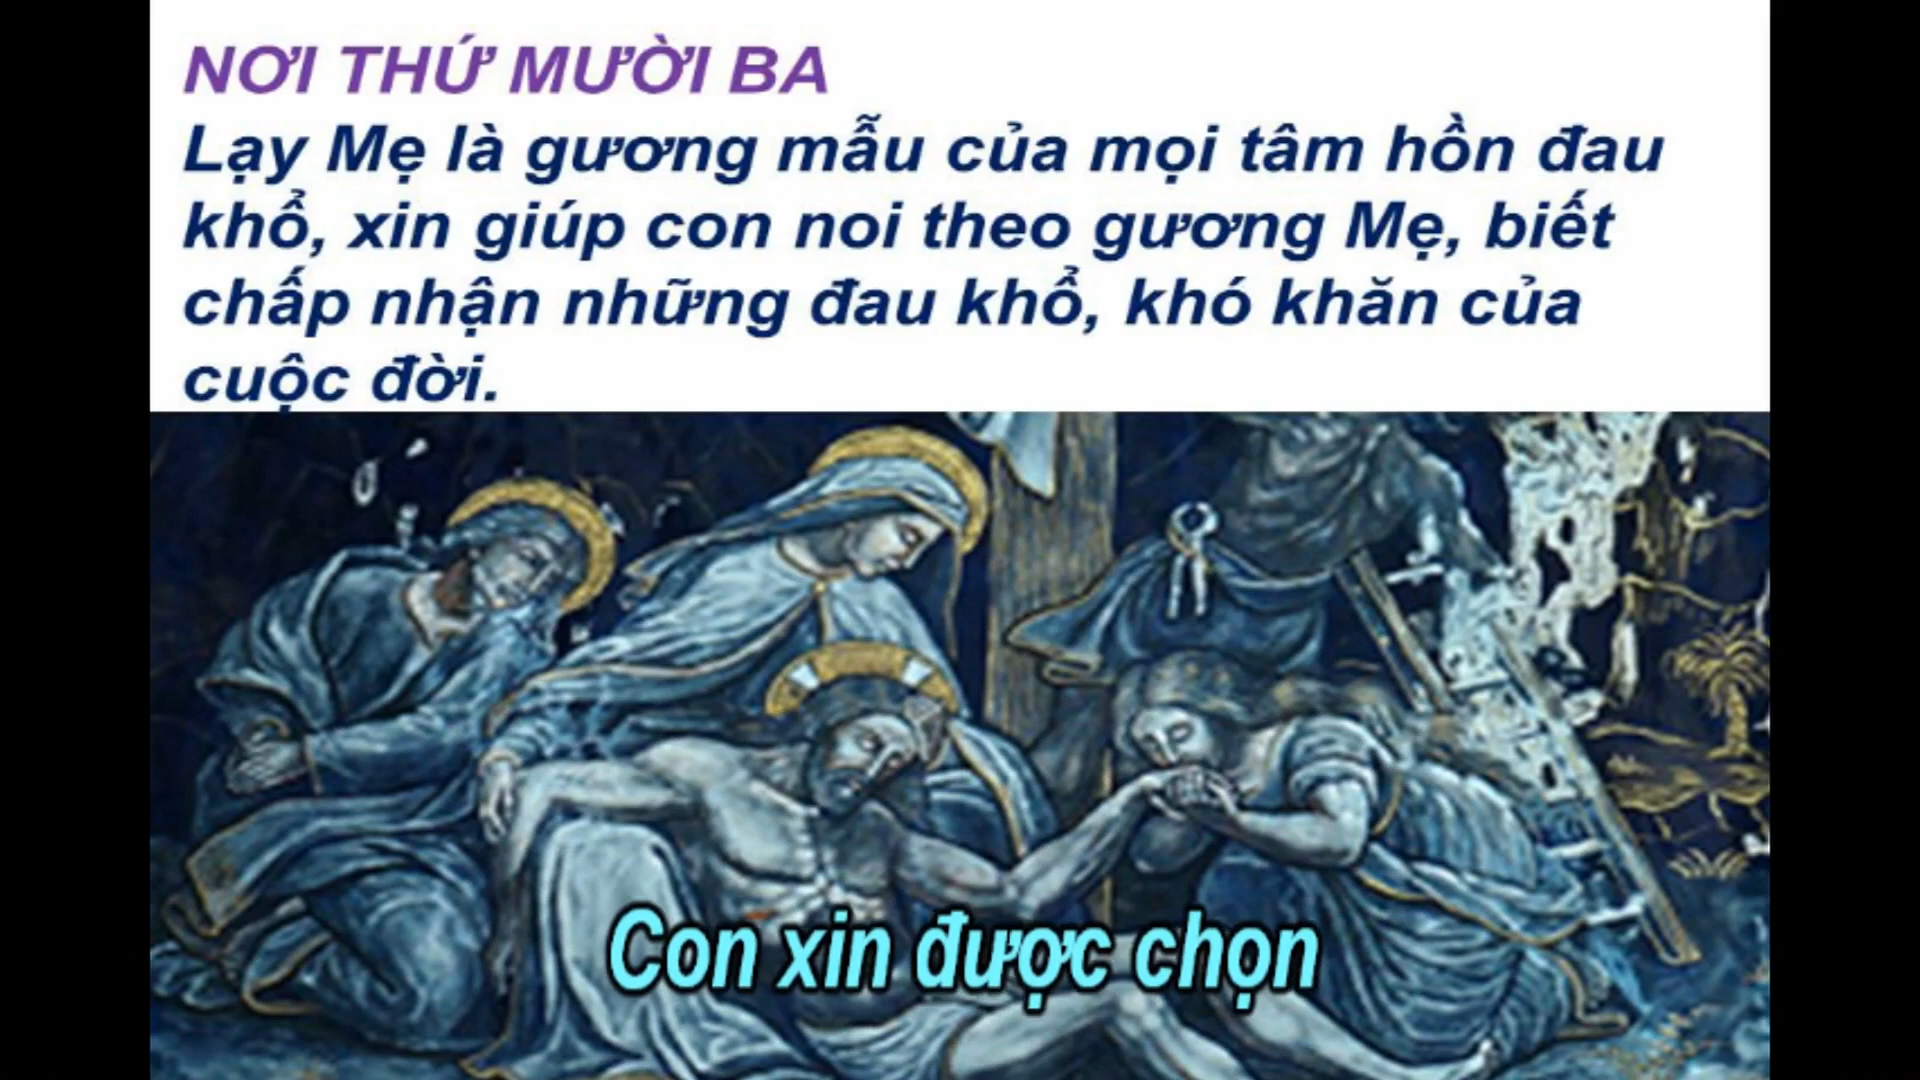 NƠI THỨ MƯỜI BA
Lạy Mẹ là gương mẫu của mọi tâm hồn đau
khổ, xin giúp con noi theo gương Mẹ, biết
chấp nhận những đau khổ, khó khăn của
cuộc đời.
Con xin được chọn